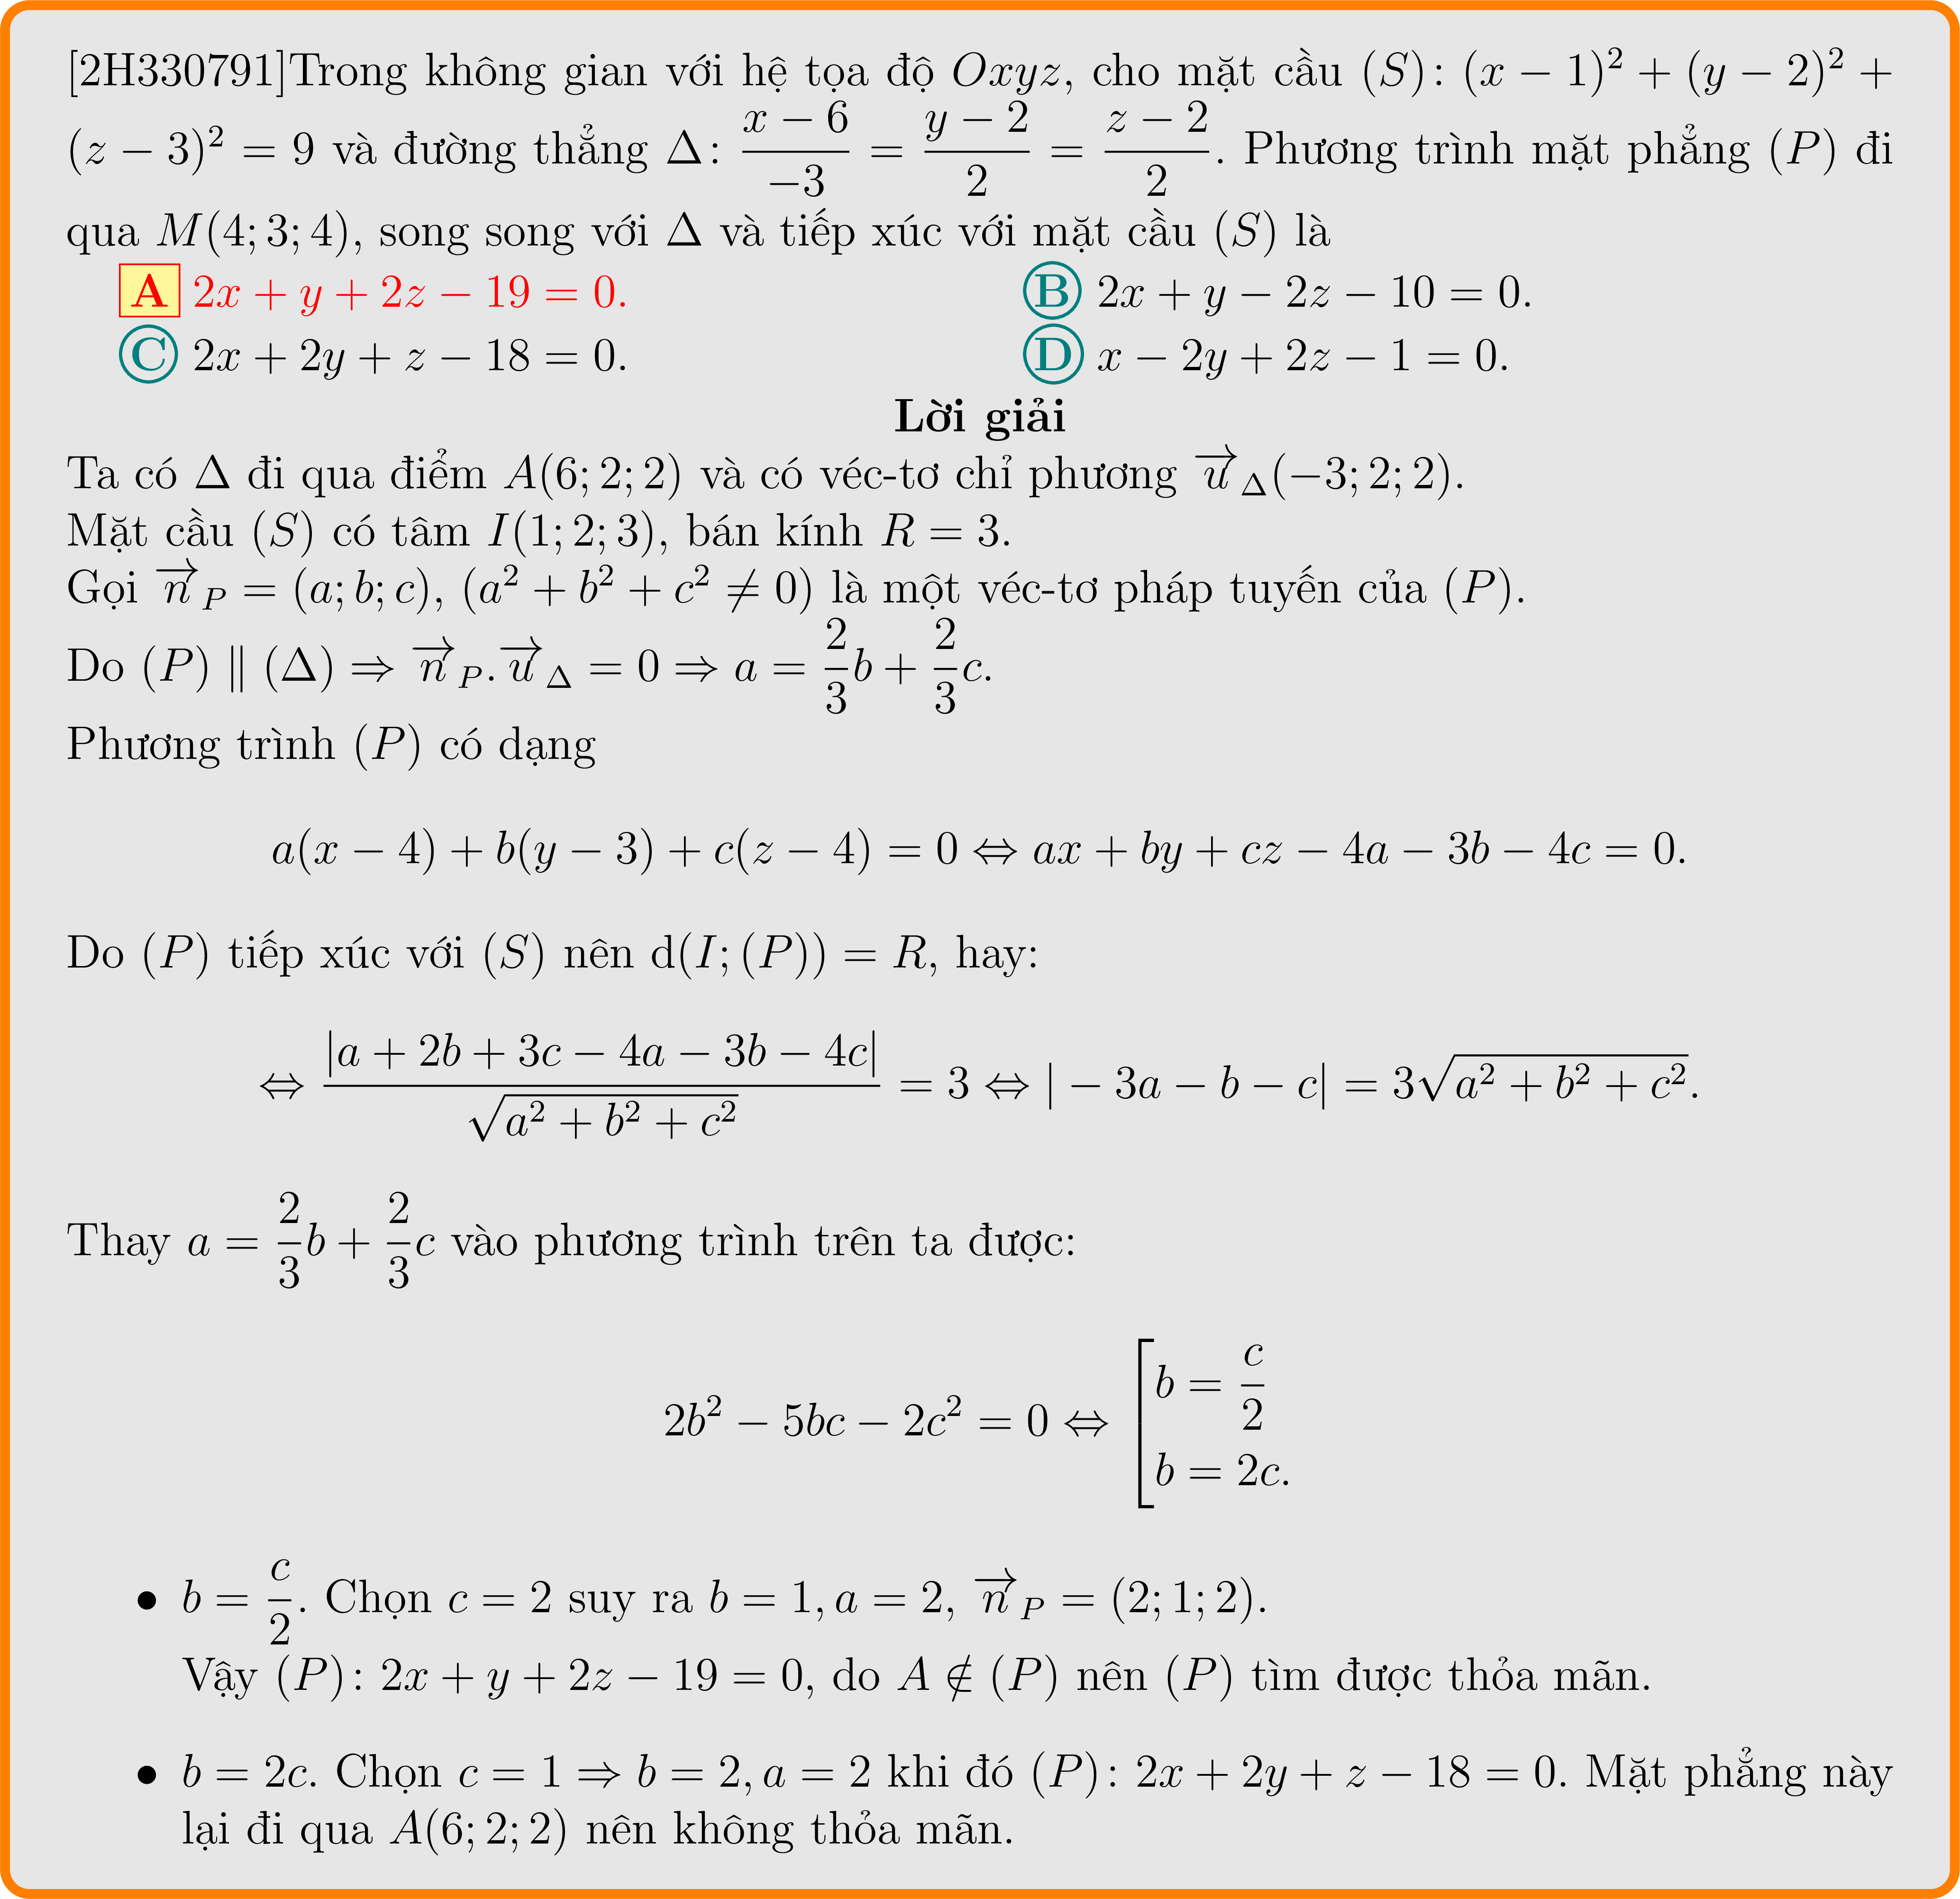 [2H330791]Trong không gian với hệ tọa độ $Oxyz$, cho mặt cầu $(S)\colon (x-1)^2+(y-2)^2+$
$(z-3)^2=9$ và đường thẳng $\Delta\colon \dfrac{x-6}{-3}=\dfrac{y-2}{2}=\dfrac{z-2}{2}$. Phương trình mặt phẳng $(P)$ đi
qua $M(4;3;4)$, song song với $\Delta$ và tiếp xúc với mặt cầu $(S)$ là
A $2x+y+2z-19=0$. B $2x+y-2z-10=0$.
C $2x+2y+z-18=0$. D $x-2y+2z-1=0$.
Lời giải
Ta có $\Delta$ đi qua điểm $A(6;2;2)$ và có véc-tơ chỉ phương $\overrightarrow{u}_{\Delta}(-3;2;2)$.
Mặt cầu $(S)$ có tâm $I(1;2;3)$, bán kính $R=3$.
Gọi $\overrightarrow{n}_P=(a;b;c)$, $(a^2+b^2+c^2\neq 0)$ là một véc-tơ pháp tuyến của $(P)$.
Do $(P)\parallel(\Delta)\Rightarrow \overrightarrow{n}_P.\overrightarrow{u}_{\Delta}=0\Rightarrow a=\dfrac{2}{3}b+\dfrac{2}{3}c$.
Phương trình $(P)$ có dạng
$a(x-4)+b(y-3)+c(z-4)=0\Leftrightarrow ax+by+cz-4a-3b-4c=0.$
Do $(P)$ tiếp xúc với $(S)$ nên $\mathrm{d}(I;(P))=R$, hay:
$\Leftrightarrow \dfrac{|a+2b+3c-4a-3b-4c|}{\sqrt{a^2+b^2+c^2}}=3\Leftrightarrow |-3a-b-c|=3\sqrt{a^2+b^2+c^2}.$
Thay $a=\dfrac{2}{3}b+\dfrac{2}{3}c$ vào phương trình trên ta được:
$2b^2-5bc-2c^2=0\Leftrightarrow \left[\begin{array}{l} b=\dfrac{c}{2}\\ b=2c.\end{array}\right.$
• $b=\dfrac{c}{2}$. Chọn $c=2$ suy ra $b=1,a=2$, $\overrightarrow{n}_P=(2;1;2)$.
Vậy $(P)\colon 2x+y+2z-19=0$, do $A\notin(P)$ nên $(P)$ tìm được thỏa mãn.
• $b=2c$. Chọn $c=1\Rightarrow b=2,a=2$ khi đó $(P)\colon 2x+2y+z-18=0$. Mặt phẳng này
lại đi qua $A(6;2;2)$ nên không thỏa mãn.